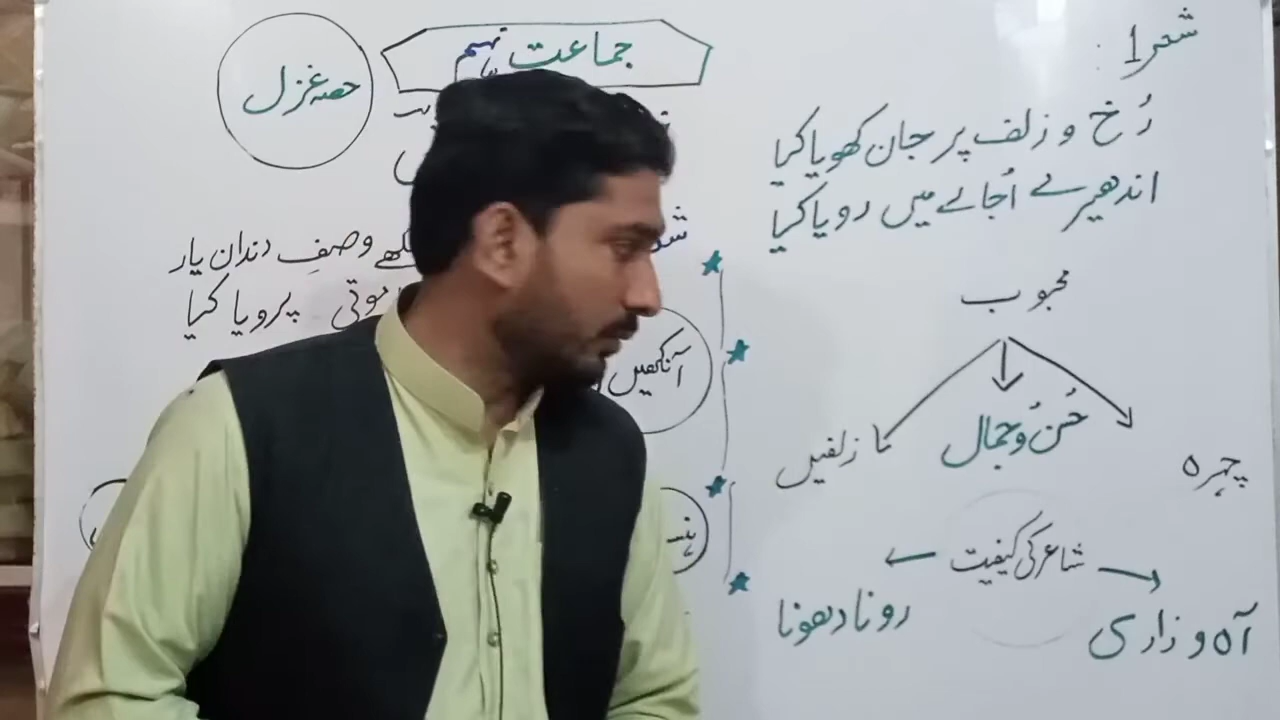 شعر 1 :
رُخ و زلف پر جان کھویا کیا
اندھیرے اُجالے میں رویا کیا
محبوب
چہرہ
حُسنُ و جمال
زلفیں
شاعر کی کیفیت
آہ و زاری
رونا دھونا
جماعت نہم
حصہ غزل
وصفِ دندان یار
موتی پرویا کیا
آنکھیں